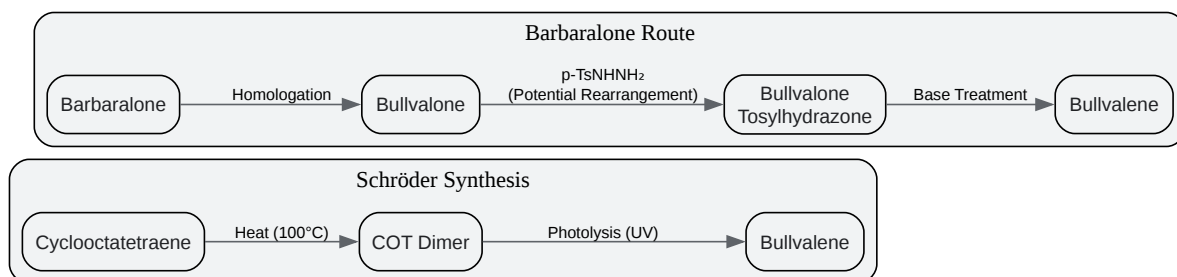 Barbaralone Route
Barbaralone
Homologation
Bullvalone
p-TsNHNH₂
(Potential Rearrangement)
Bullvalone
Tosylhydrazone
Base Treatment
Bullvalene
Schröder Synthesis
Cyclooctatetraene
Heat (100°C)
COT Dimer
Photolysis (UV)
Bullvalene